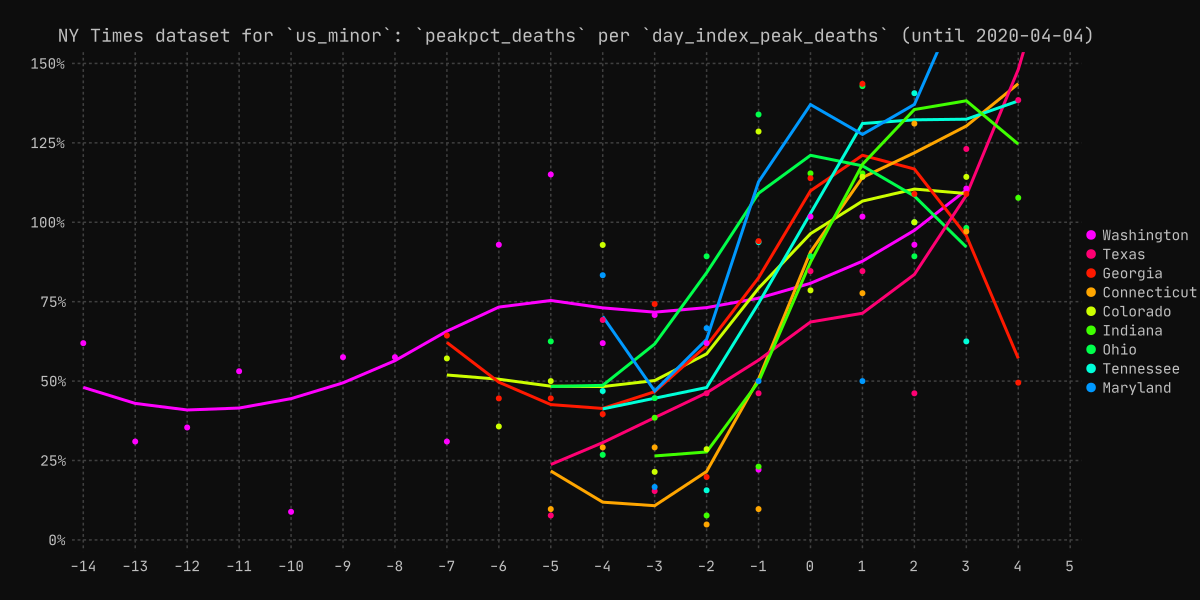 NY Times dataset for `us_minor`: `peakpct_deaths` per `day_index_peak_deaths` (until 2020-04-04)
150%
125%
100%
75%
50%
25%
0%
-14 -13 -12 -11 -10 -9 -8 -7 -6 -5 -4 -3 -2 -1 0 1 2 3 4 5
Washington
Texas
Georgia
Connecticut
Colorado
Indiana
Ohio
Tennessee
Maryland